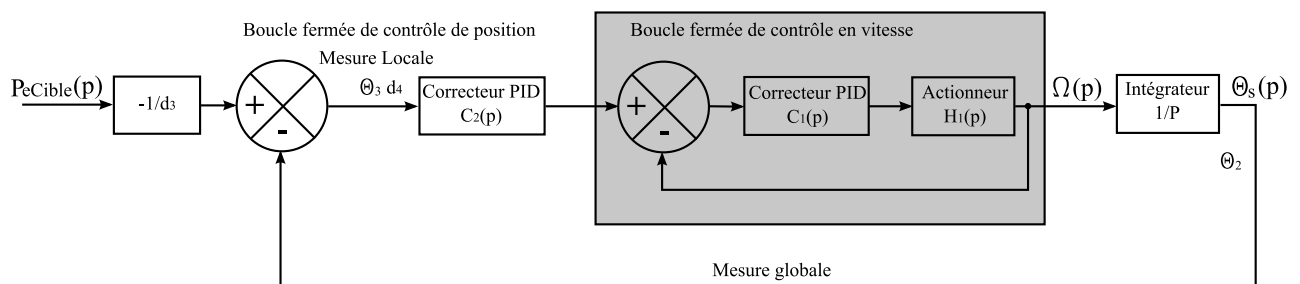 Boucle fermée de contrôle de position
Boucle fermée de contrôle en vitesse
Mesure Locale
PeCible(p)
-1/d3
+
-
Θ3 d4
Correcteur PID
C2(p)
+
-
Correcteur PID
C1(p)
Actionneur
H1(p)
Ω(p)
Intégrateur
1/P
Θs(p)
Θ2
Mesure globale